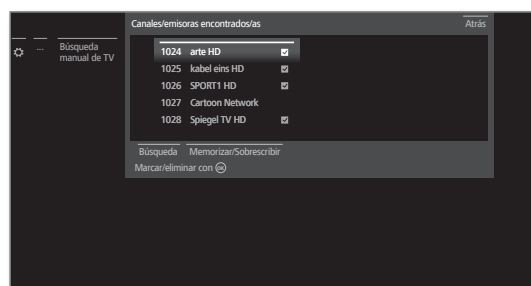 Canales/emisoras encontrados/as
Atrás
...
Búsqueda
manual de TV
1024 arte HD
1025 kabel eins HD
1026 SPORT1 HD
1027 Cartoon Network
1028 Spiegel TV HD
Búsqueda Memorizar/Sobrescribir
Marcar/eliminar con OK